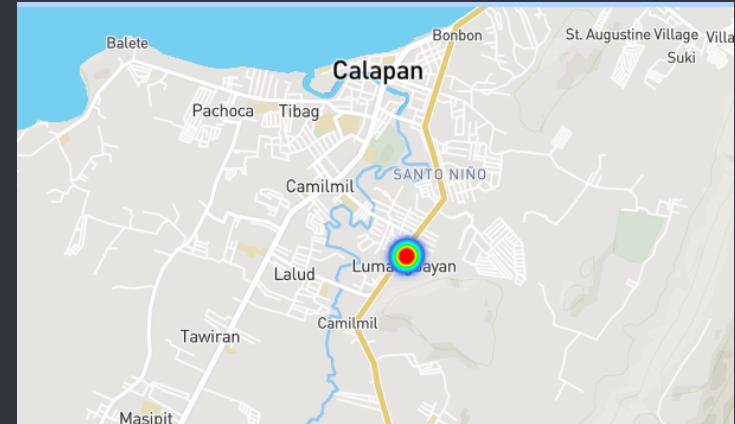 Bonbon
St. Augustine Village
Villa
Balete
Suki
Calapan
Pachoca
Tibag
SANTO NIÑO
Camilmil
Lalud
Camilmil
Tawiran
Masipit